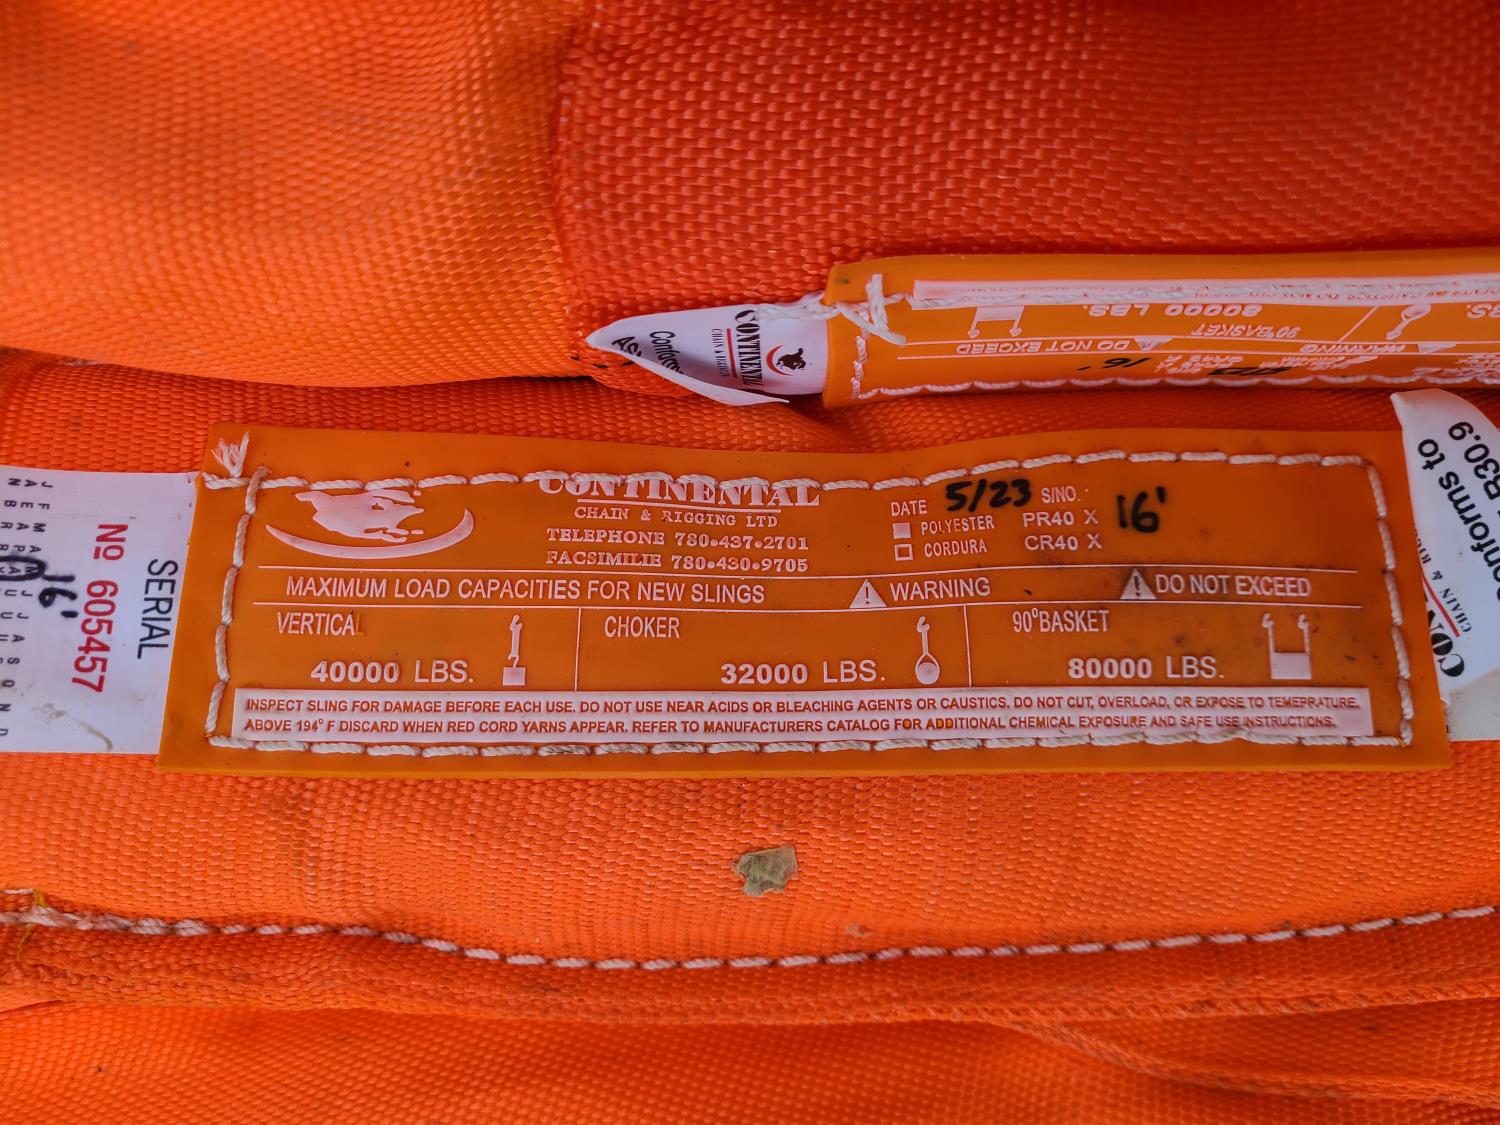 CONTINENTAL
CHAIN & RIGGING LTD
TELEPHONE 780•437•2701
FACSIMILIE 780•430•9705
DATE 5/23 S/NO.
POLYESTER PR40 X 16'
CORDURA CR40 X
MAXIMUM LOAD CAPACITIES FOR NEW SLINGS WARNING DO NOT EXCEED
VERTICAL CHOKER 90°BASKET
40000 LBS. 32000 LBS. 80000 LBS.
INSPECT SLING FOR DAMAGE BEFORE EACH USE. DO NOT USE NEAR ACIDS OR BLEACHING AGENTS OR CAUSTICS. DO NOT CUT, OVERLOAD, OR EXPOSE TO TEMEPRATURE.
ABOVE 194° F DISCARD WHEN RED CORD YARNS APPEAR. REFER TO MANUFACTURERS CATALOG FOR ADDITIONAL CHEMICAL EXPOSURE AND SAFE USE INSTRUCTIONS.
SERIAL
Nº 605457
16'
80000 LBS.
90°BASKET
DO NOT EXCEED
WARNING
16'
CHAIN &
B30.9